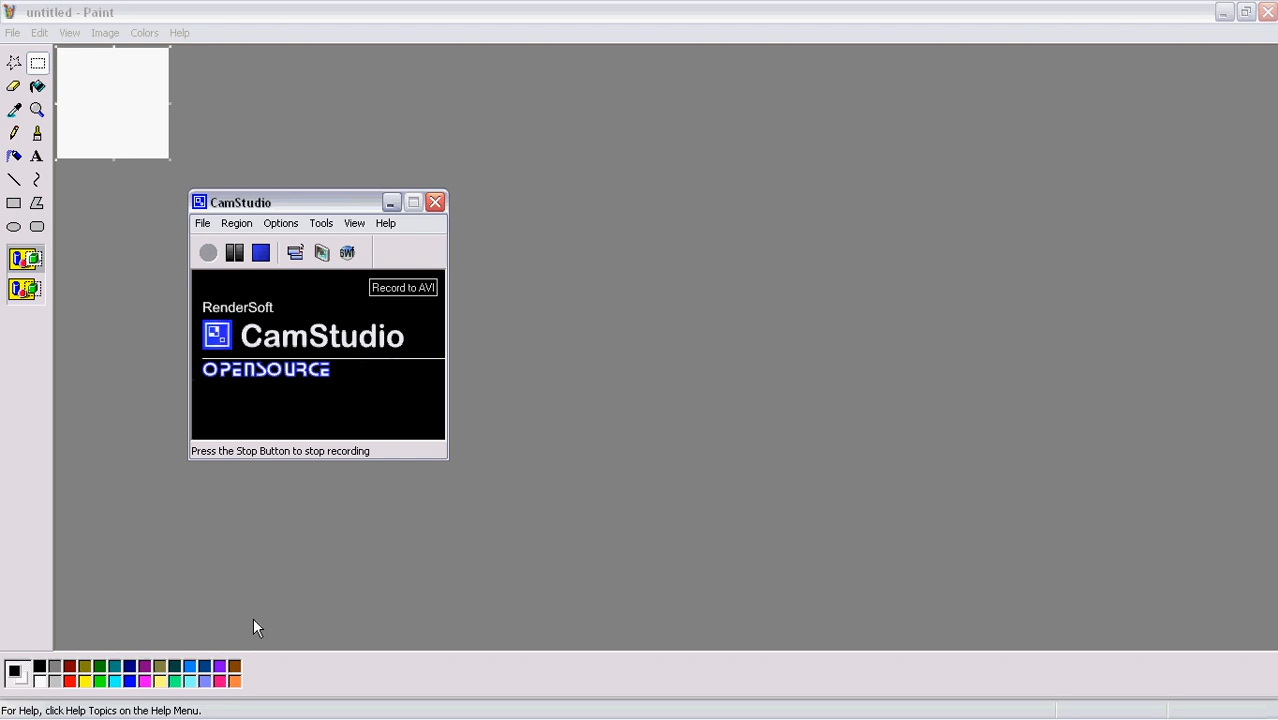 untitled - Paint
File Edit View Image Colors Help
A
CamStudio
File Region Options Tools View Help
SWF
Record to AVI
RenderSoft
CamStudio
OPENSOURCE
Press the Stop Button to stop recording
For Help, click Help Topics on the Help Menu.